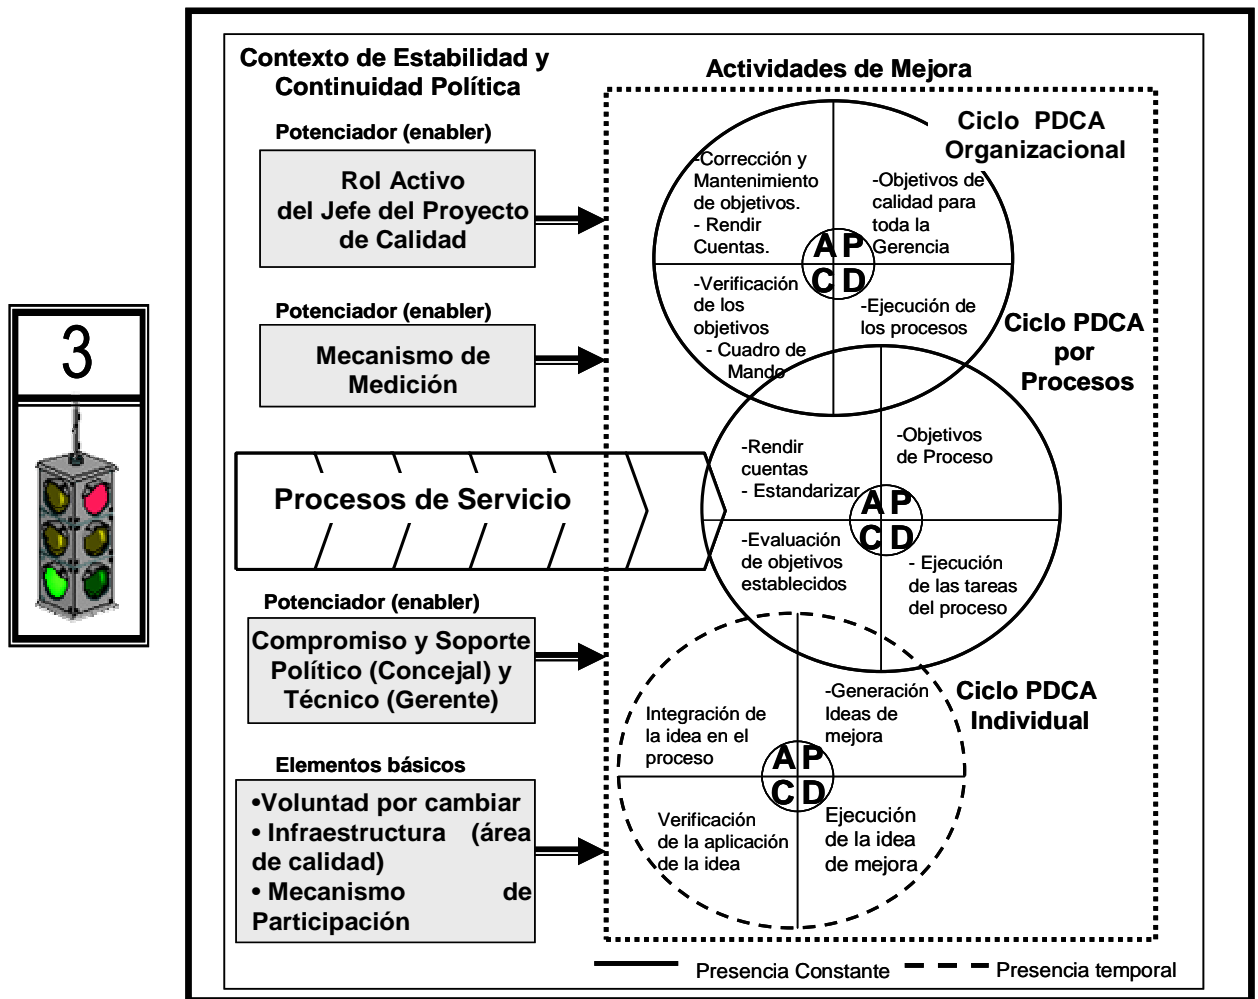 3
Contexto de Estabilidad y
Continuidad Política
Potenciador (enabler)
Rol Activo
del Jefe del Proyecto
de Calidad
Potenciador (enabler)
Mecanismo de
Medición
Procesos de Servicio
Potenciador (enabler)
Compromiso y Soporte
Político (Concejal) y
Técnico (Gerente)
Elementos básicos
•Voluntad por cambiar
• Infraestructura (área
de calidad)
• Mecanismo de
Participación
Actividades de Mejora
Ciclo PDCA
Organizacional
-Corrección y
Mantenimiento
de objetivos.
- Rendir
Cuentas.
-Objetivos de
calidad para
toda la
Gerencia
A P
C D
-Verificación
de los
objetivos
- Cuadro de
Mando
-Ejecución de
los procesos
Ciclo PDCA
por
Procesos
-Rendir
cuentas
- Estandarizar
-Objetivos
de Proceso
A P
C D
-Evaluación
de objetivos
establecidos
- Ejecución
de las tareas
del proceso
Ciclo PDCA
Individual
Integración de
la idea en el
proceso
-Generación
Ideas de
mejora
A P
C D
Verificación
de la aplicación
de la idea
Ejecución
de la idea
de mejora
Presencia Constante
Presencia temporal